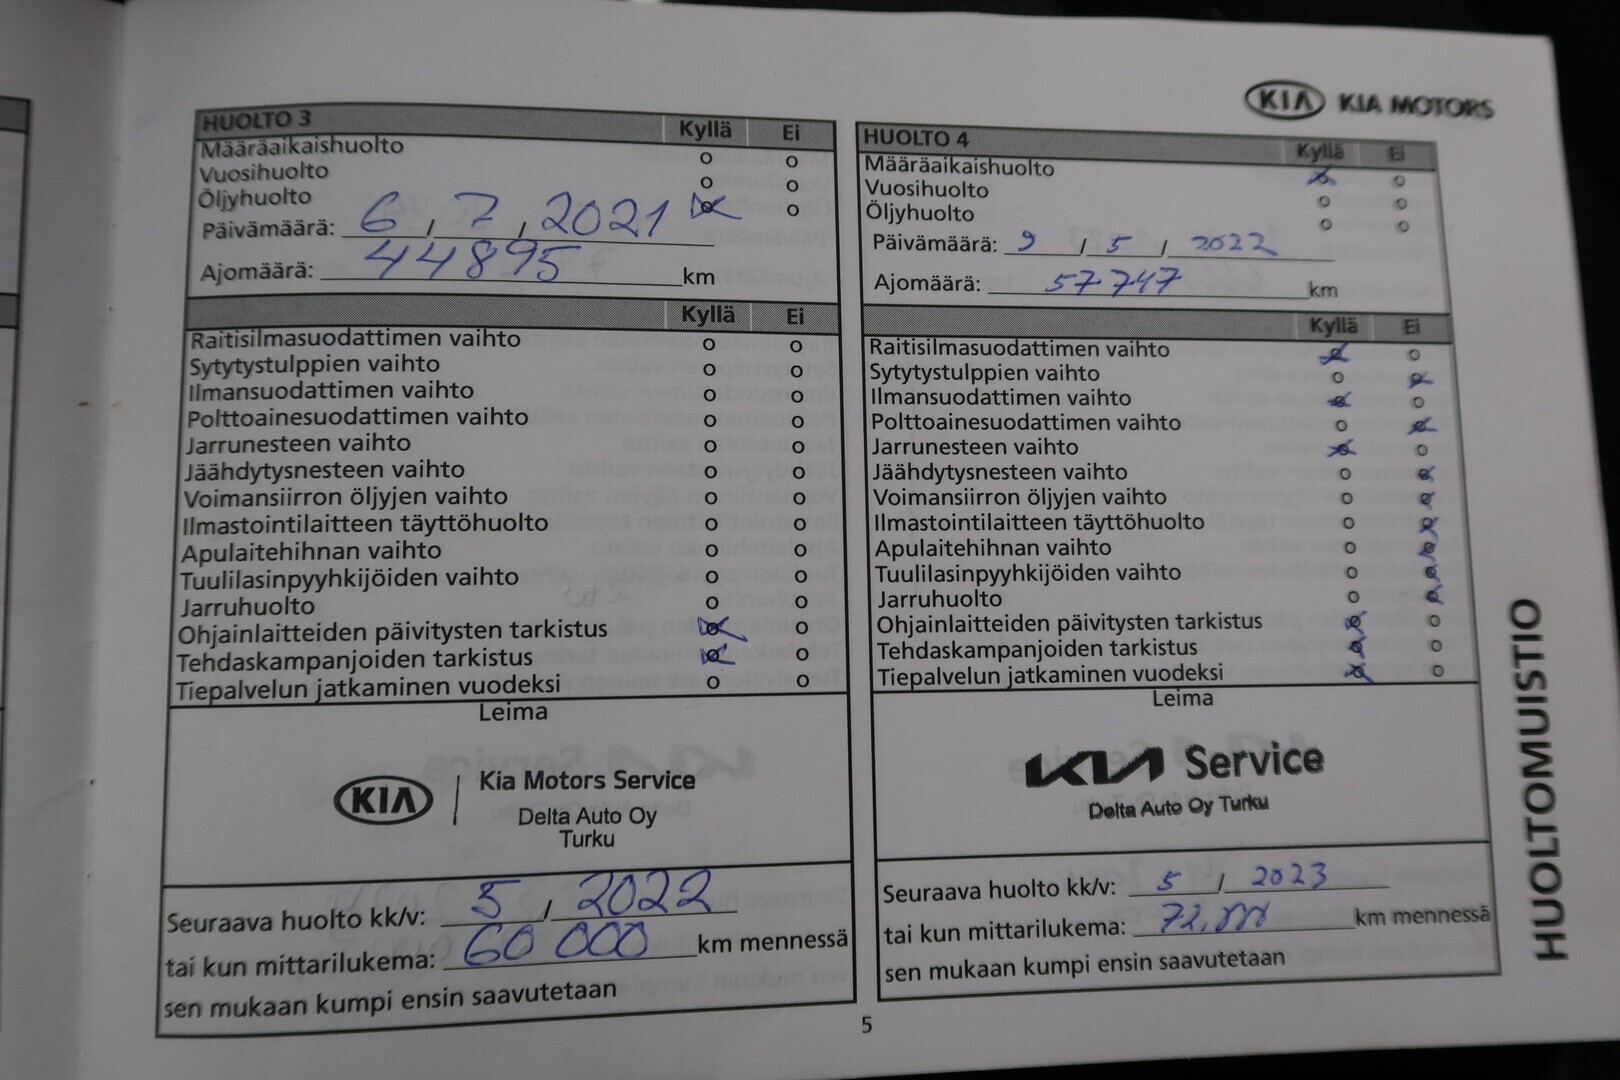 KIA KIA MOTORS
HUOLTO 3 Kyllä Ei
Määräaikaishuolto o o
Vuosihuolto o o
Öljyhuolto o o
Päivämäärä: 6 / 7 / 2021
Ajomäärä: 44895 km
Kyllä Ei
Raitisilmasuodattimen vaihto o o
Sytytystulppien vaihto o o
Ilmansuodattimen vaihto o o
Polttoainesuodattimen vaihto o o
Jarrunesteen vaihto o o
Jäähdytysnesteen vaihto o o
Voimansiirron öljyjen vaihto o o
Ilmastointilaitteen täyttöhuolto o o
Apulaitehihnan vaihto o o
Tuulilasinpyyhkijöiden vaihto o o
Jarruhuolto o o
Ohjainlaitteiden päivitysten tarkistus o o
Tehdaskampanjoiden tarkistus o o
Tiepalvelun jatkaminen vuodeksi o o
Leima
KIA Kia Motors Service
Delta Auto Oy
Turku
Seuraava huolto kk/v: 5 / 2022
tai kun mittarilukema: 60 000 km mennessä
sen mukaan kumpi ensin saavutetaan
HUOLTO 4 Kyllä Ei
Määräaikaishuolto o o
Vuosihuolto o o
Öljyhuolto o o
Päivämäärä: 9 / 5 / 2022
Ajomäärä: 57747 km
Kyllä Ei
Raitisilmasuodattimen vaihto o o
Sytytystulppien vaihto o o
Ilmansuodattimen vaihto o o
Polttoainesuodattimen vaihto o o
Jarrunesteen vaihto o o
Jäähdytysnesteen vaihto o o
Voimansiirron öljyjen vaihto o o
Ilmastointilaitteen täyttöhuolto o o
Apulaitehihnan vaihto o o
Tuulilasinpyyhkijöiden vaihto o o
Jarruhuolto o o
Ohjainlaitteiden päivitysten tarkistus o o
Tehdaskampanjoiden tarkistus o o
Tiepalvelun jatkaminen vuodeksi o o
Leima
KIA Service
Delta Auto Oy Turku
Seuraava huolto kk/v: 5 / 2023
tai kun mittarilukema: km mennessä
sen mukaan kumpi ensin saavutetaan
HUOLTOMUISTIO
5